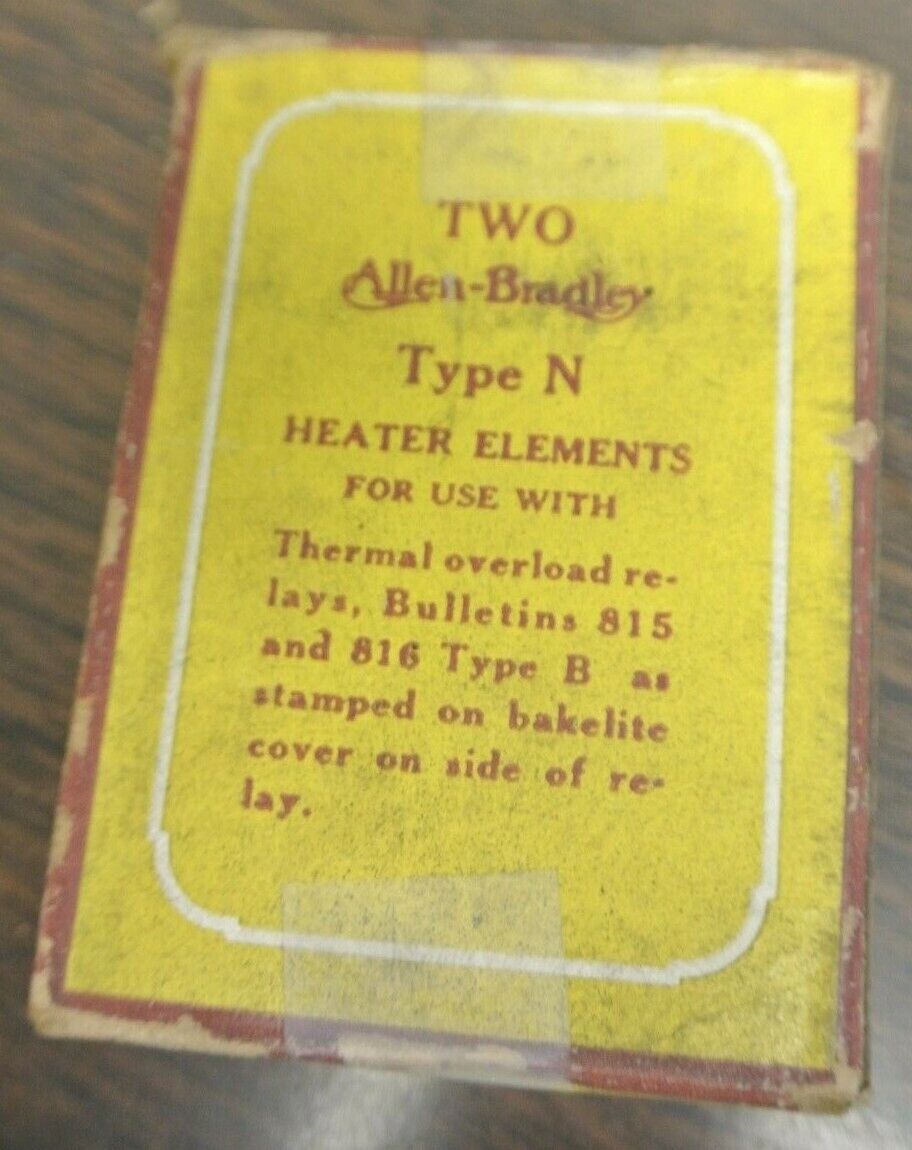 TWO
Allen-Bradley
Type N
HEATER ELEMENTS
FOR USE WITH
Thermal overload re-
lays, Bulletins 815
and 816 Type B as
stamped on bakelite
cover on side of re-
lay.